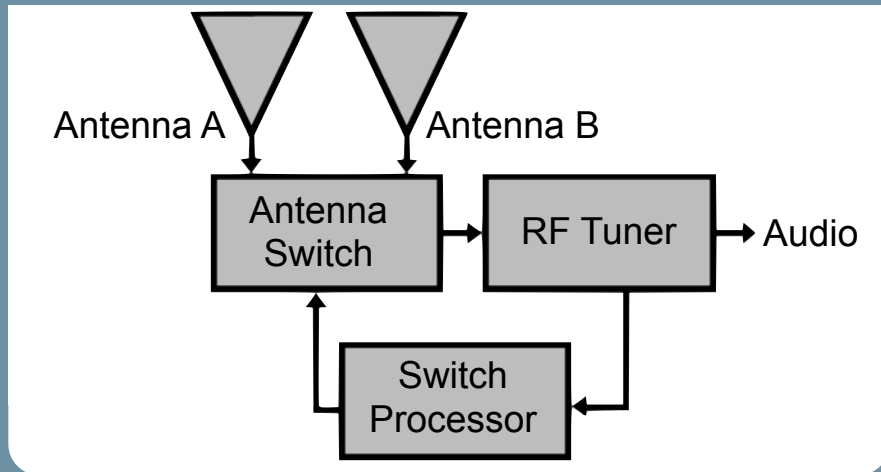 Antenna A
Antenna B
Antenna
Switch
RF Tuner
Audio
Switch
Processor